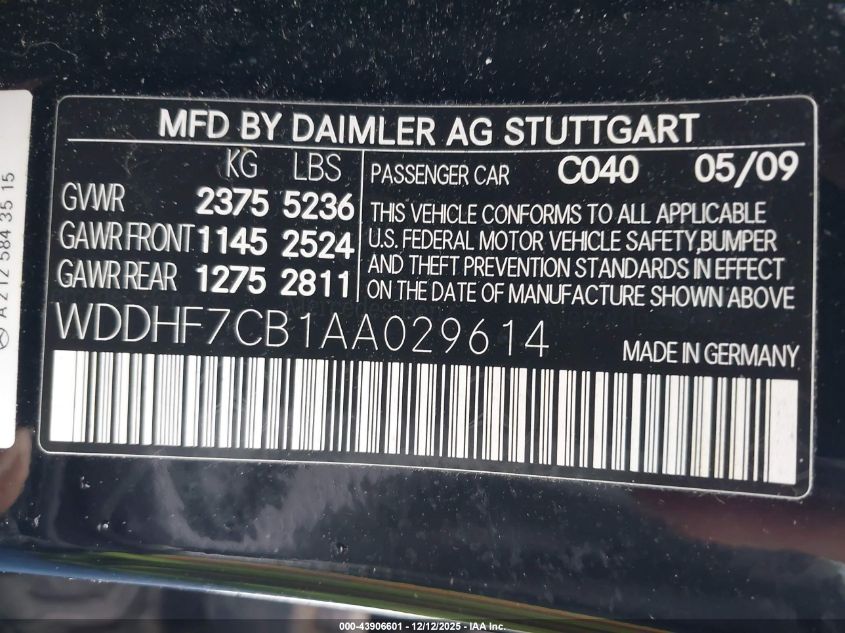 MFD BY DAIMLER AG STUTTGART
KG LBS
GVWR 2375 5236
GAWR FRONT 1145 2524
GAWR REAR 1275 2811
PASSENGER CAR C040 05/09
THIS VEHICLE CONFORMS TO ALL APPLICABLE
U.S. FEDERAL MOTOR VEHICLE SAFETY,BUMPER
AND THEFT PREVENTION STANDARDS IN EFFECT
ON THE DATE OF MANUFACTURE SHOWN ABOVE
WDDHF7CB1AA029614
MADE IN GERMANY
A 212 584 35 15
000-43906601 - 12/12/2025 - IAA Inc.